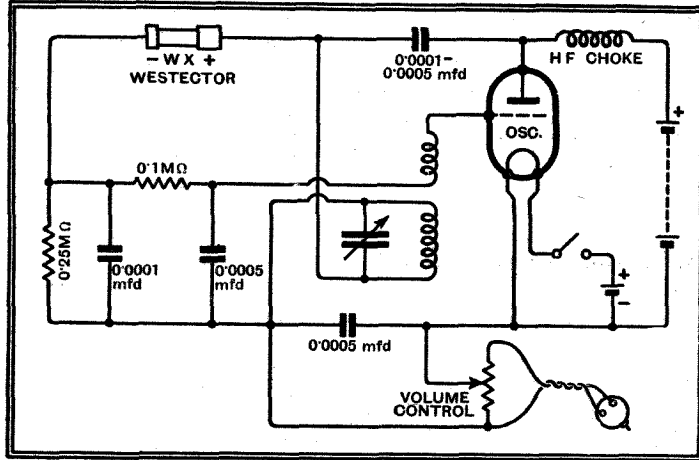 - W X +
WESTECTOR
0·0001-
0·0005 mfd
H F CHOKE
+
OSC.
0·1MΩ
0·25MΩ
0·0001
mfd
0·0005
mfd
+
-
0·0005 mfd
VOLUME
CONTROL